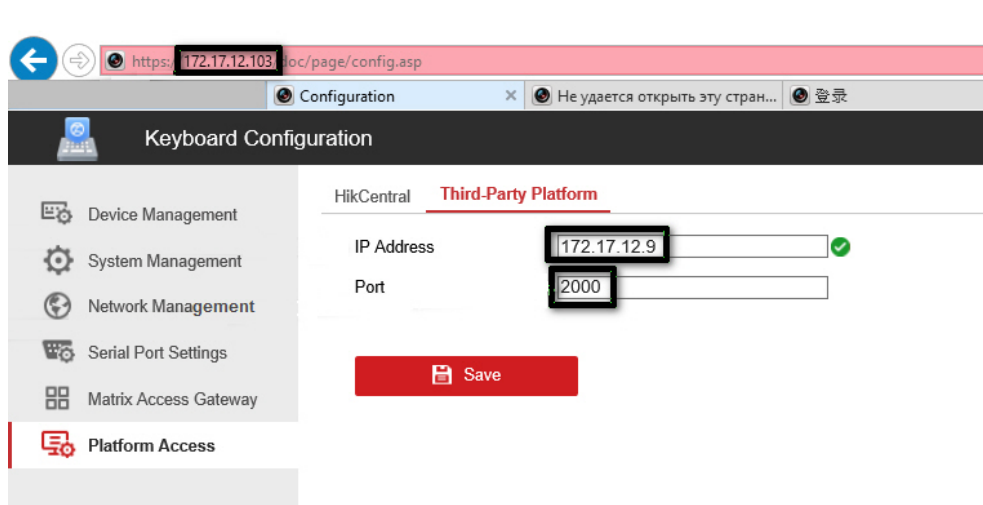 https:/ 172.17.12.103 doc/page/config.asp
Configuration × Не удается открыть эту стран... 登录
Keyboard Configuration
HikCentral Third-Party Platform
Device Management
IP Address 172.17.12.9
System Management
Port 2000
Network Management
Serial Port Settings
Save
Matrix Access Gateway
Platform Access